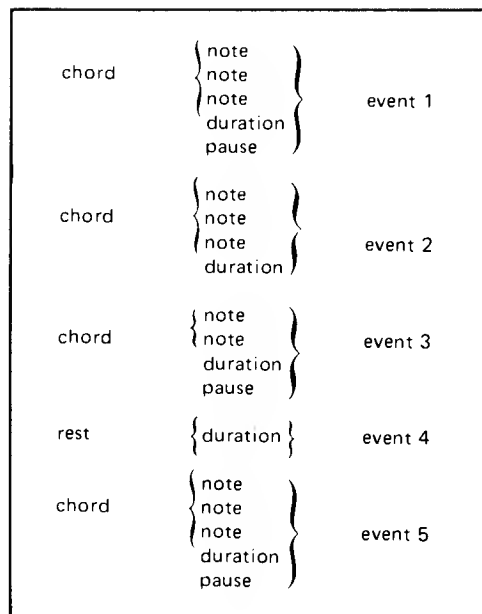 note
chord note
note event 1
duration
pause
note
chord note
note
duration event 2
note
chord note event 3
duration
pause
rest duration event 4
note
chord note
note event 5
duration
pause